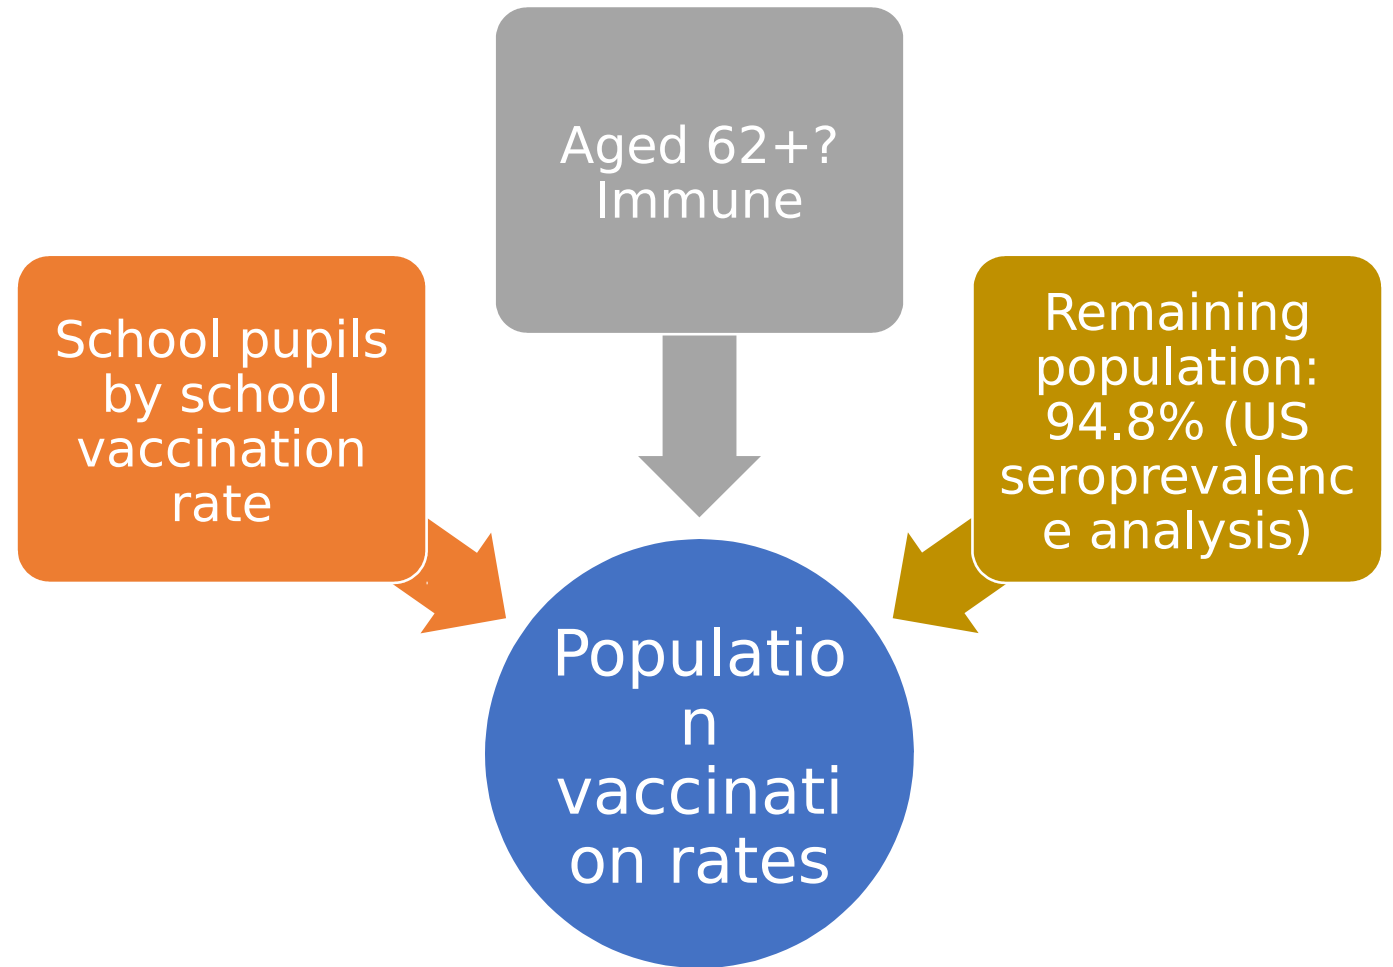 Aged 62+?
Immune
School pupils
by school
vaccination
rate
Remaining
population:
94.8% (US
seroprevalenc
e analysis)
Populatio
n
vaccinati
on rates